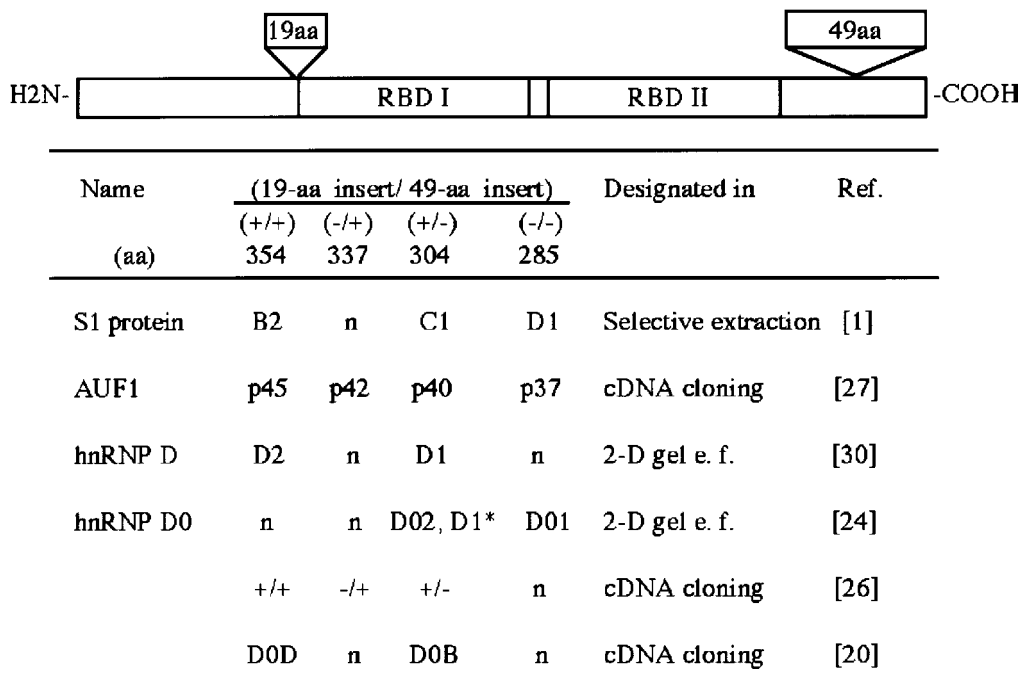 19aa 49aa
H2N- RBD I RBD II -COOH
Name (19-aa insert/ 49-aa insert) Designated in Ref.
(+/+) (-/+) (+/-) (-/-)
(aa) 354 337 304 285
S1 protein B2 n C1 D1 Selective extraction [1]
AUF1 p45 p42 p40 p37 cDNA cloning [27]
hnRNP D D2 n D1 n 2-D gel e. f. [30]
hnRNP D0 n n D02, D1* D01 2-D gel e. f. [24]
+/+ -/+ +/- n cDNA cloning [26]
D0D n D0B n cDNA cloning [20]